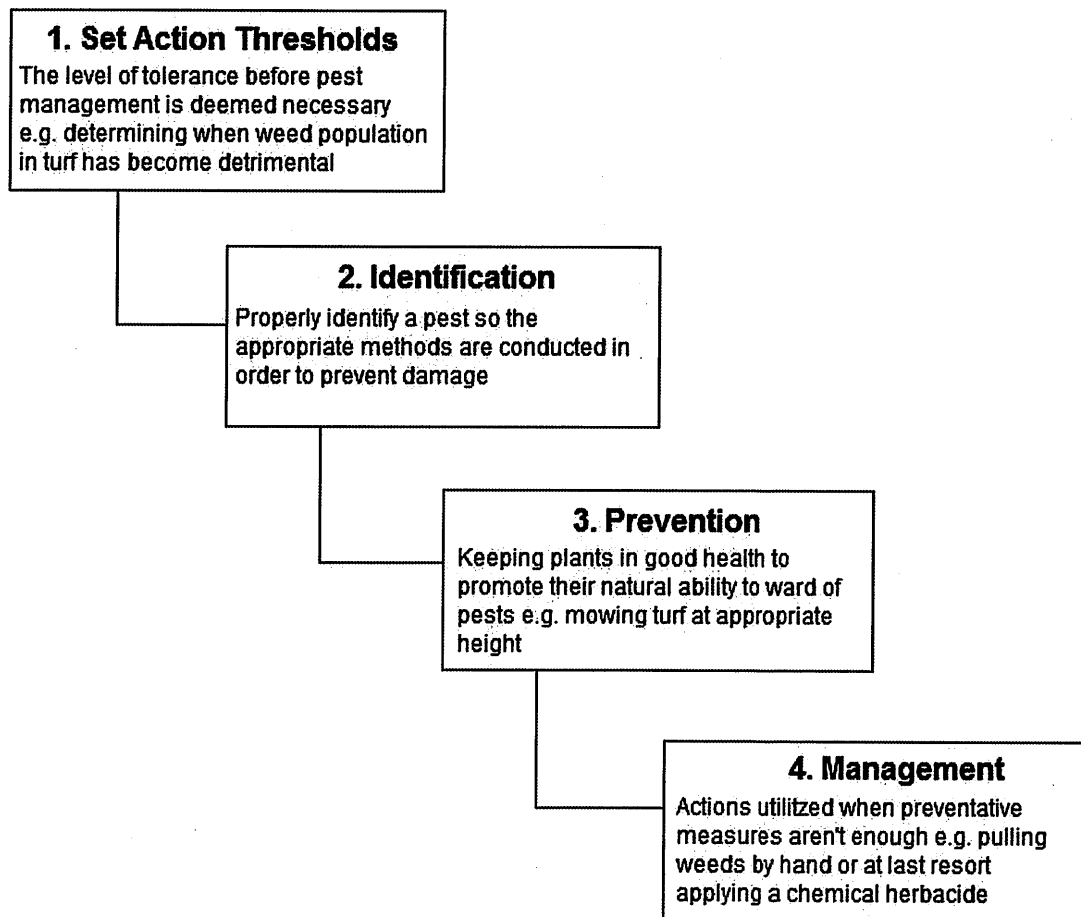 1. Set Action Thresholds
The level of tolerance before pest
management is deemed necessary
e.g. determining when weed population
in turf has become detrimental
2. Identification
Properly identify a pest so the
appropriate methods are conducted in
order to prevent damage
3. Prevention
Keeping plants in good health to
promote their natural ability to ward of
pests e.g. mowing turf at appropriate
height
4. Management
Actions utilitzed when preventative
measures aren't enough e.g. pulling
weeds by hand or at last resort
applying a chemical herbacide